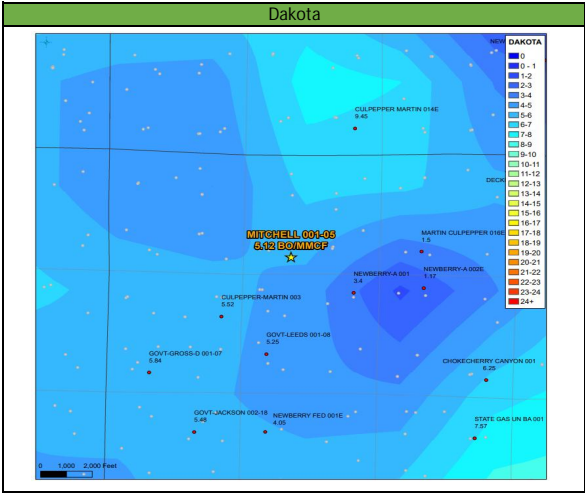 Dakota
NEW
DAKOTA
0
0 - 1
1-2
2-3
3-4
4-5
5-6
6-7
7-8
8-9
9-10
10-11
11-12
12-13
13-14
14-15
15-16
16-17
17-18
18-19
19-20
20-21
21-22
22-23
23-24
24+
CULPEPPER MARTIN 014E
9.45
DECK
MITCHELL 001-05
5.12 BO/MMCF
MARTIN CULPEPPER 016E
1.5
NEWBERRY-A 001
3.4
NEWBERRY-A 002E
1.17
CULPEPPER-MARTIN 003
5.52
GOVT-LEEDS 001-08
5.25
GOVT-GROSS-D 001-07
5.84
CHOKECHERRY CANYON 001
6.25
GOVT-JACKSON 002-18
5.48
NEWBERRY FED 001E
4.05
STATE GAS UN BA 001
7.57
0 1,000 2,000 Feet